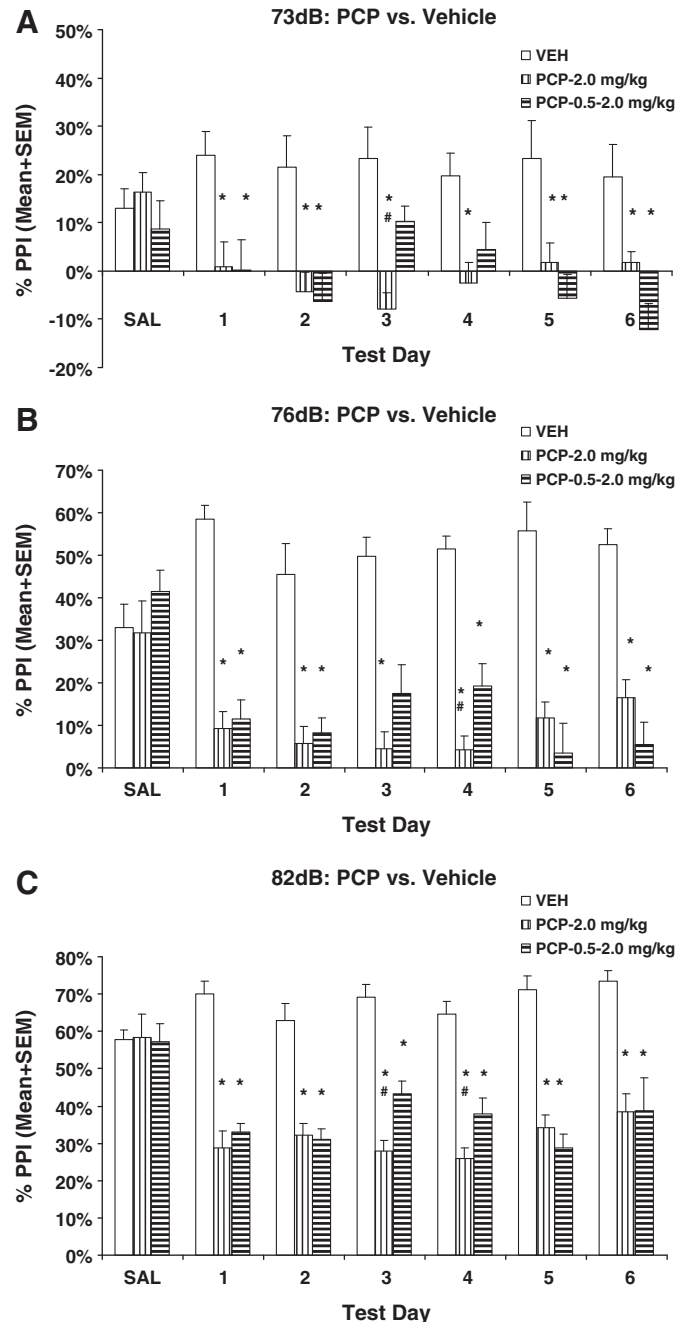 A
73dB: PCP vs. Vehicle
VEH
PCP-2.0 mg/kg
PCP-0.5-2.0 mg/kg
% PPI (Mean+SEM)
50%
40%
30%
20%
10%
0%
-10%
-20%
* *
* *
*
#
*
* *
* *
SAL 1 2 3 4 5 6
Test Day
B
76dB: PCP vs. Vehicle
VEH
PCP-2.0 mg/kg
PCP-0.5-2.0 mg/kg
% PPI (Mean+SEM)
70%
60%
50%
40%
30%
20%
10%
0%
* *
* *
*
* *
#
* *
* *
SAL 1 2 3 4 5 6
Test Day
C
82dB: PCP vs. Vehicle
VEH
PCP-2.0 mg/kg
PCP-0.5-2.0 mg/kg
% PPI (Mean+SEM)
80%
70%
60%
50%
40%
30%
20%
10%
0%
* *
* *
* *
#
* *
#
* *
* *
SAL 1 2 3 4 5 6
Test Day